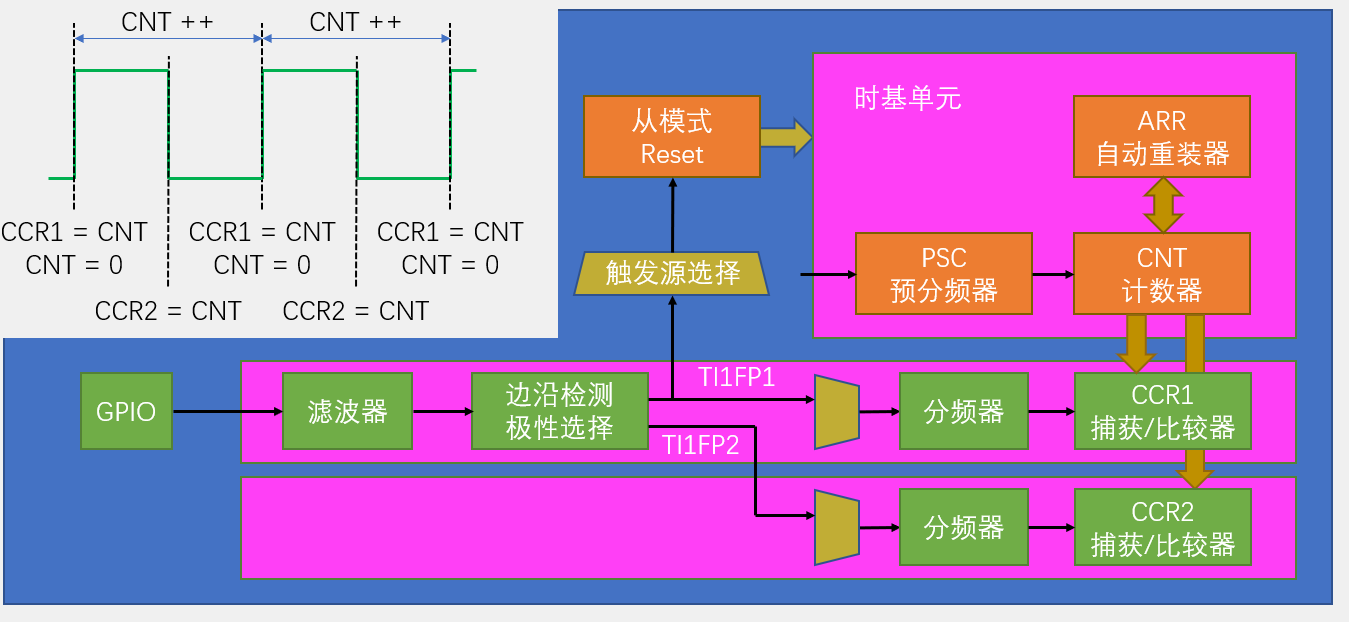 CNT ++ CNT ++
CCR1 = CNT CCR1 = CNT CCR1 = CNT
CNT = 0 CNT = 0 CNT = 0
CCR2 = CNT CCR2 = CNT
从模式
Reset
触发源选择
时基单元
ARR
自动重装器
PSC
预分频器
CNT
计数器
GPIO
滤波器
边沿检测
极性选择
TI1FP1
TI1FP2
分频器
CCR1
捕获/比较器
分频器
CCR2
捕获/比较器